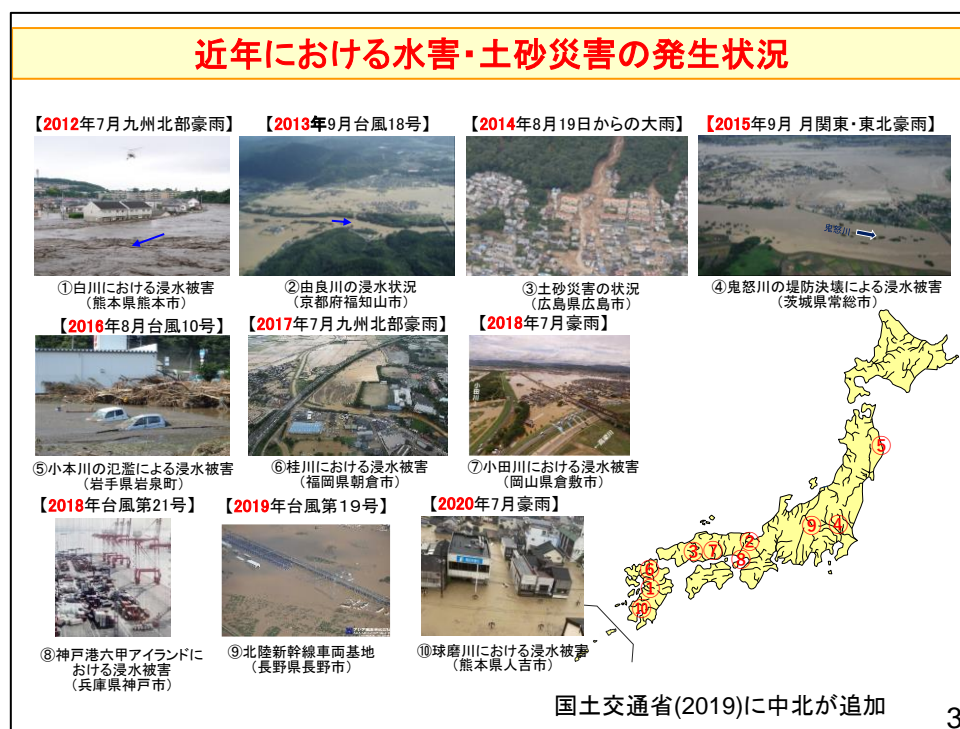 近年における水害・土砂災害の発生状況
【2012年7月九州北部豪雨】
【2013年9月台風18号】
【2014年8月19日からの大雨】
【2015年9月 月関東・東北豪雨】
鬼怒川
①白川における浸水被害
(熊本県熊本市)
②由良川の浸水状況
(京都府福知山市)
③土砂災害の状況
(広島県広島市)
④鬼怒川の堤防決壊による浸水被害
(茨城県常総市)
【2016年8月台風10号】
【2017年7月九州北部豪雨】
【2018年7月豪雨】
小田川
⑤小本川の氾濫による浸水被害
(岩手県岩泉町)
⑥桂川における浸水被害
(福岡県朝倉市)
⑦小田川における浸水被害
(岡山県倉敷市)
【2018年台風第21号】
【2019年台風第19号】
【2020年7月豪雨】
⑧神戸港六甲アイランドに
おける浸水被害
(兵庫県神戸市)
⑨北陸新幹線車両基地
(長野県長野市)
⑩球磨川における浸水被害
(熊本県人吉市)
⑤
⑨
④
②
③
⑦
⑧
⑥
①
⑩
国土交通省(2019)に中北が追加
3